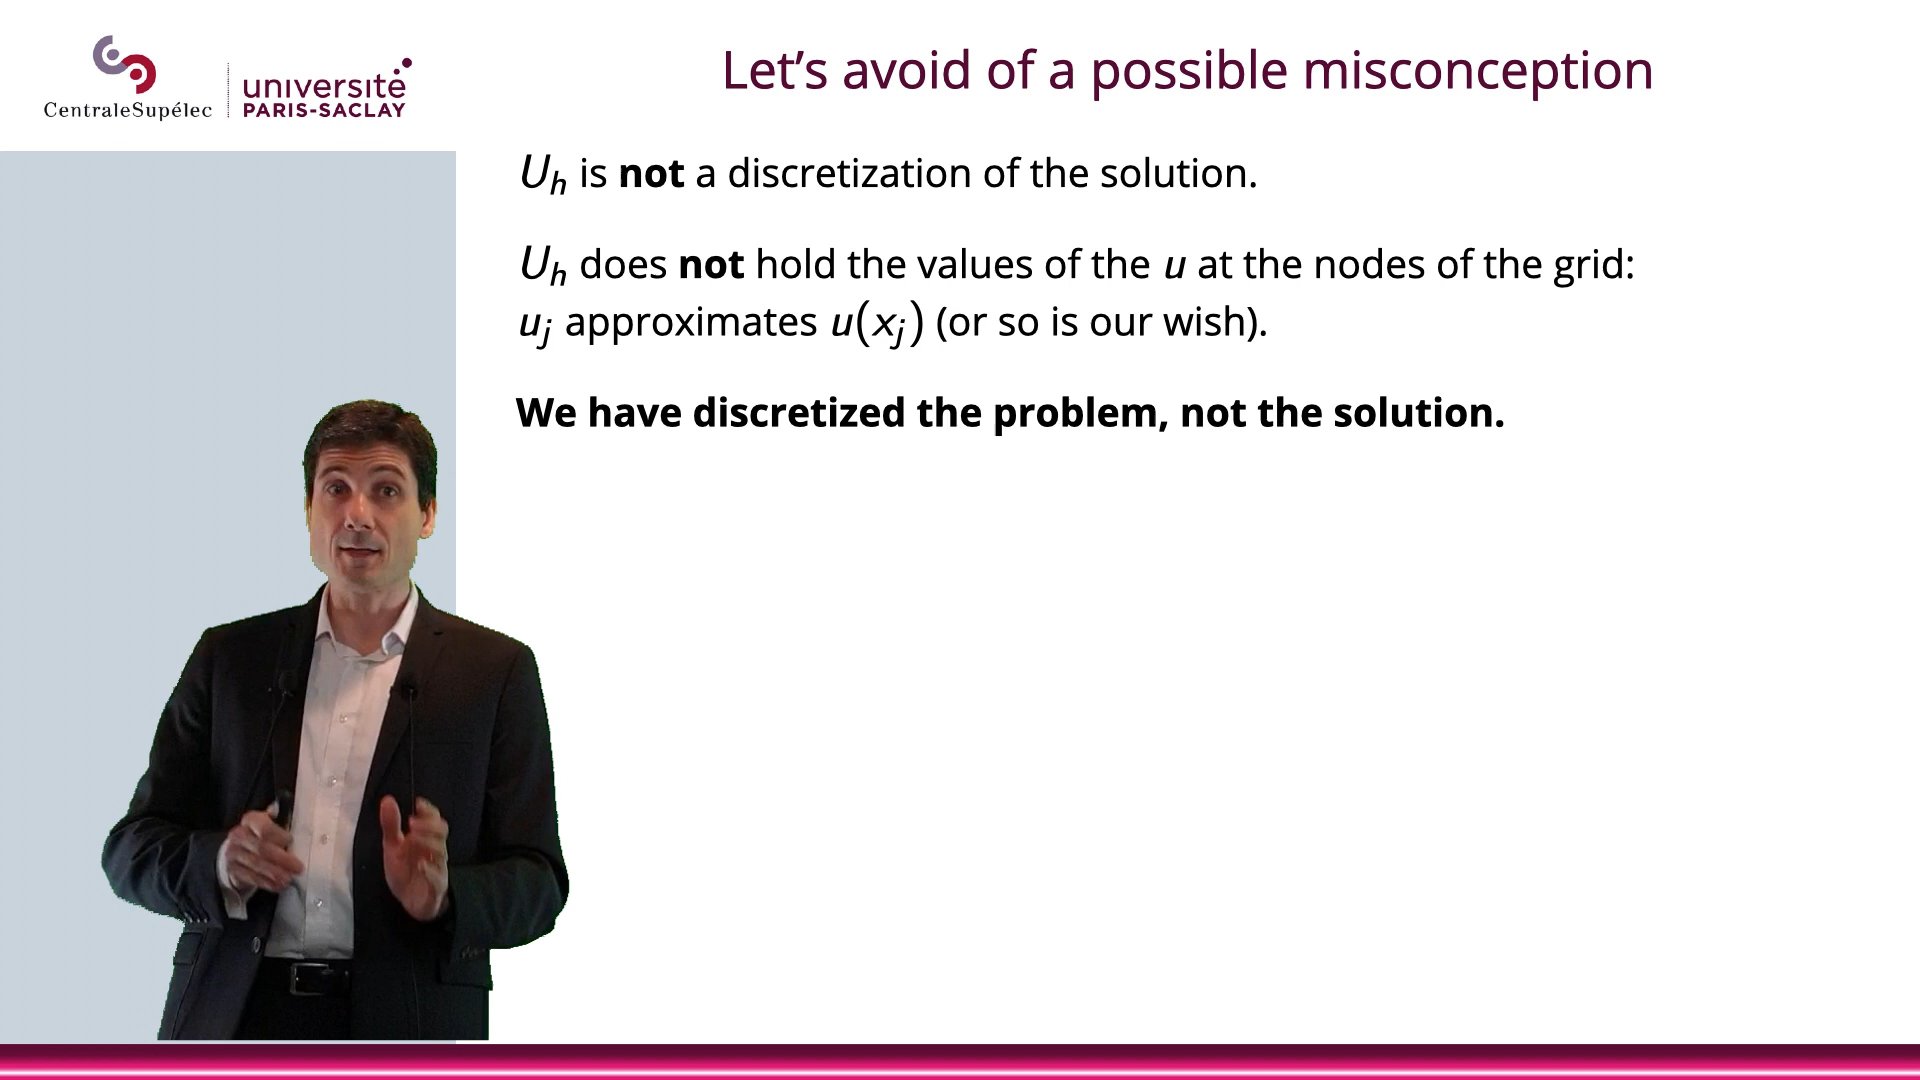 CentraleSupélec
université
PARIS-SACLAY
Let’s avoid of a possible misconception
U_h is not a discretization of the solution.
U_h does not hold the values of the u at the nodes of the grid:
u_j approximates u(x_j) (or so is our wish).
We have discretized the problem, not the solution.